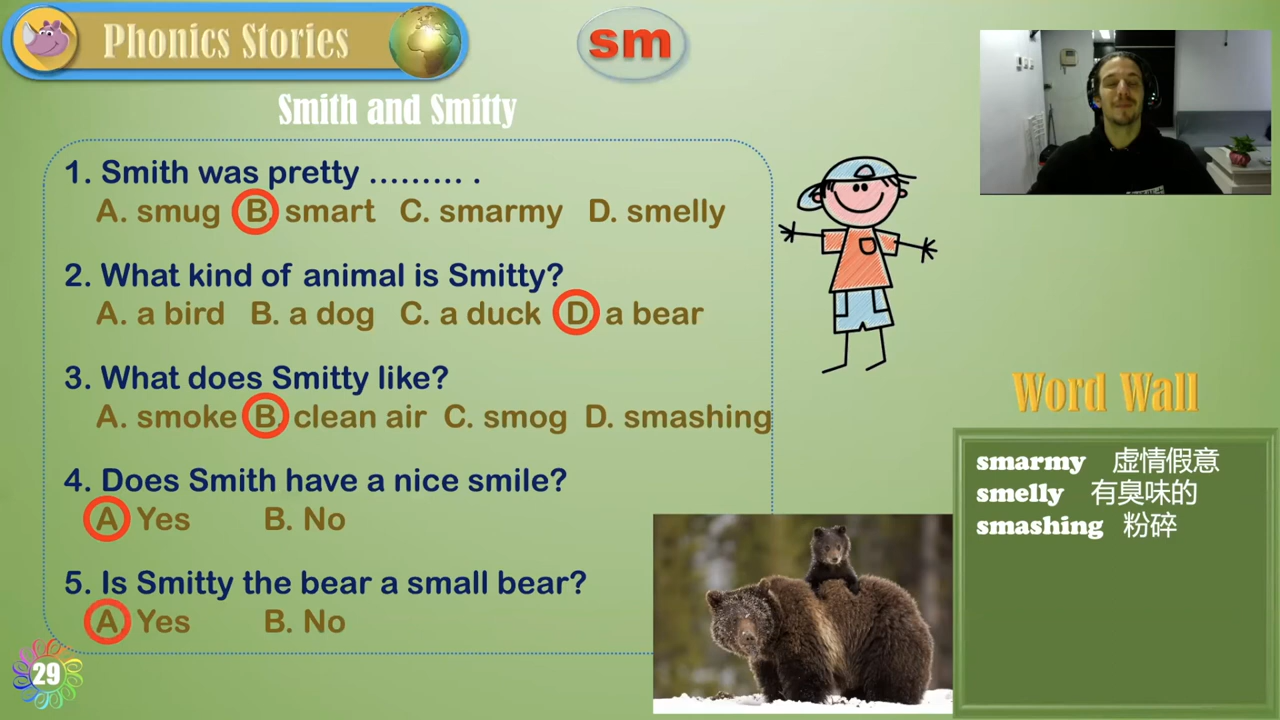 Phonics Stories
sm
Smith and Smitty
1. Smith was pretty ......... .
A. smug B. smart C. smarmy D. smelly
2. What kind of animal is Smitty?
A. a bird B. a dog C. a duck D. a bear
3. What does Smitty like?
A. smoke B. clean air C. smog D. smashing
4. Does Smith have a nice smile?
A Yes B. No
5. Is Smitty the bear a small bear?
A Yes B. No
29
Word Wall
smarmy 虚情假意
smelly 有臭味的
smashing 粉碎